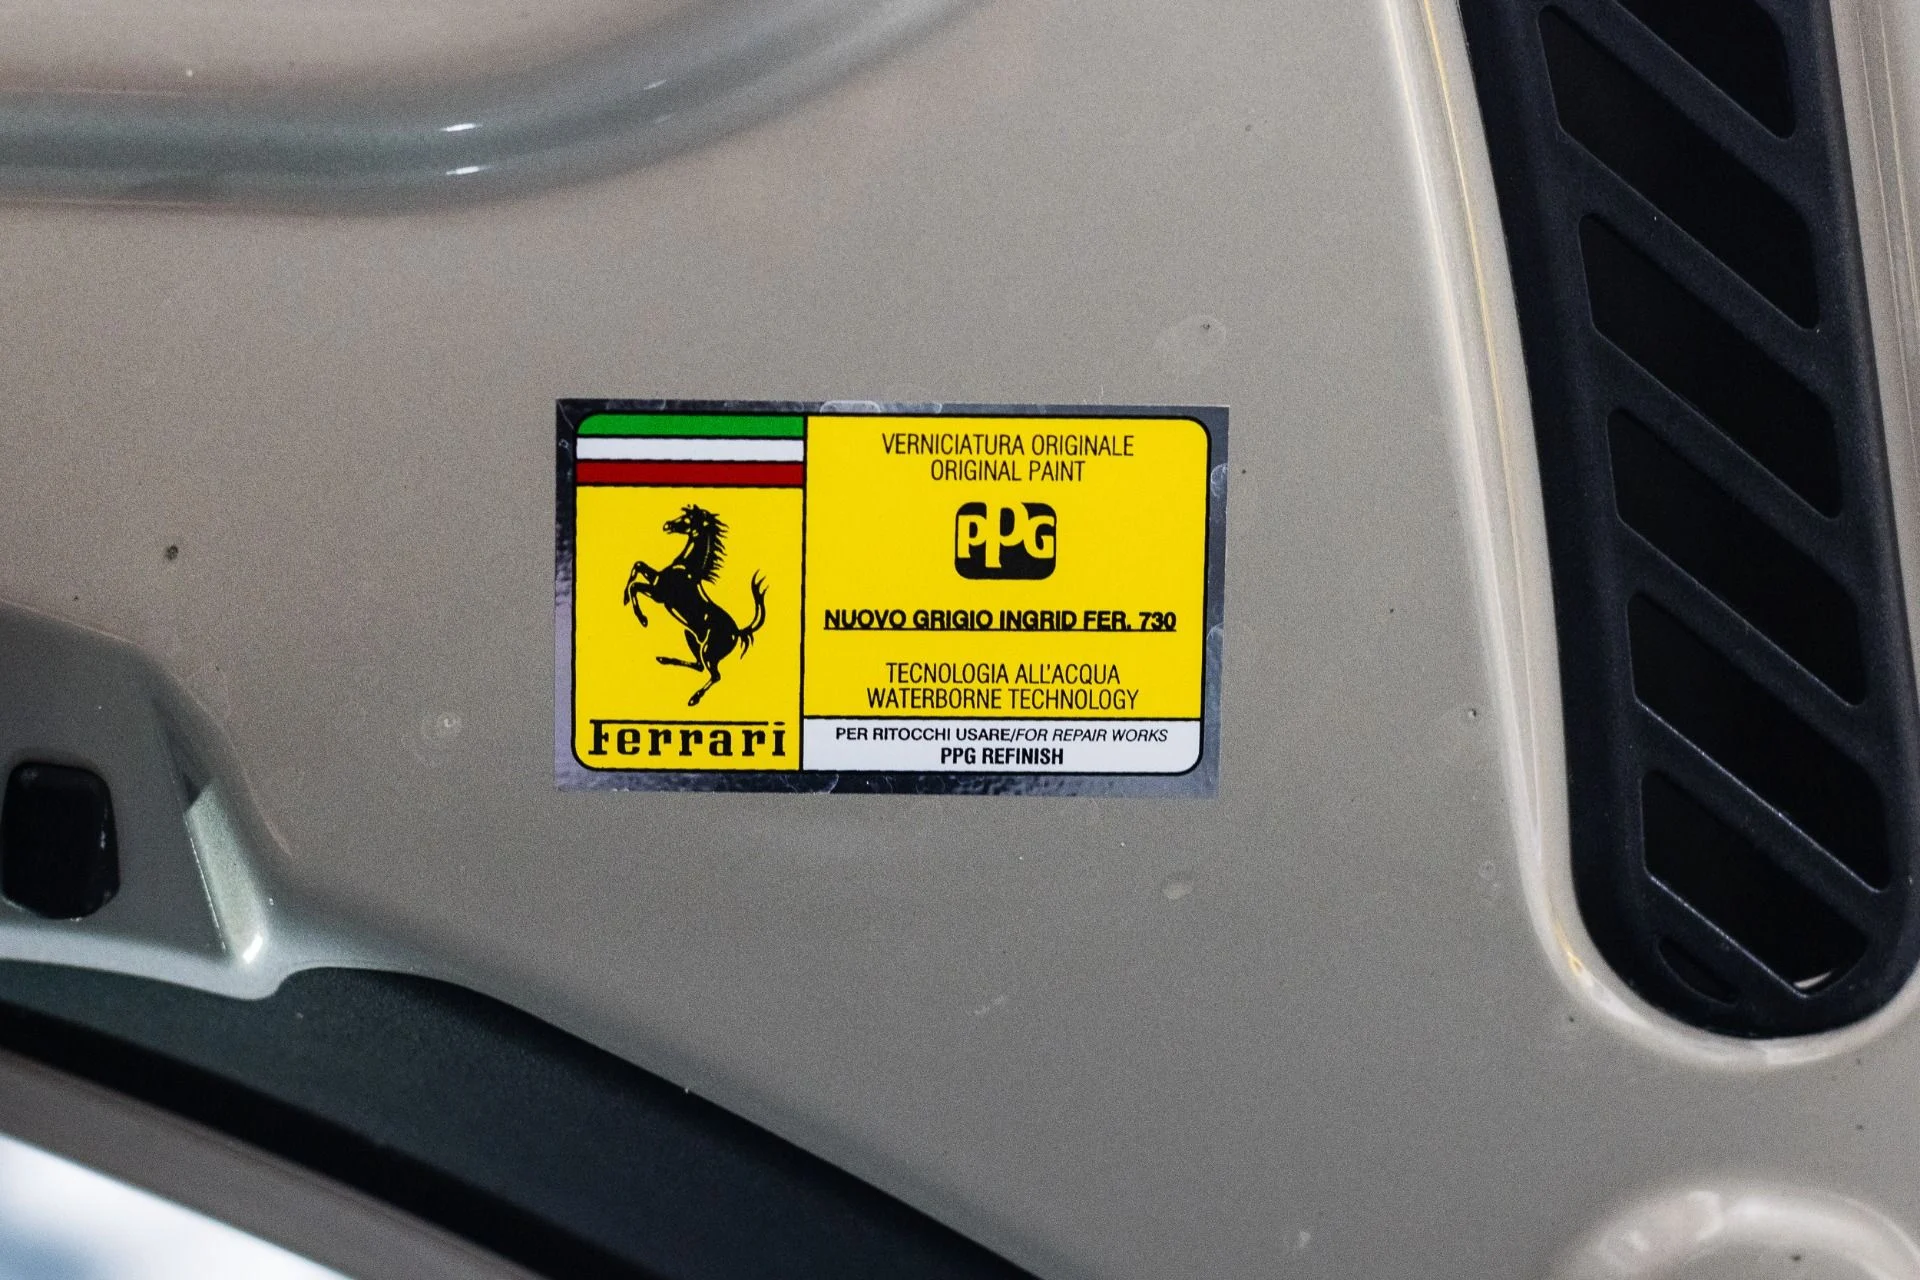 Ferrari
VERNICIATURA ORIGINALE
ORIGINAL PAINT
PPG
NUOVO GRIGIO INGRID FER. 730
TECNOLOGIA ALL'ACQUA
WATERBORNE TECHNOLOGY
PER RITOCCHI USARE/FOR REPAIR WORKS
PPG REFINISH